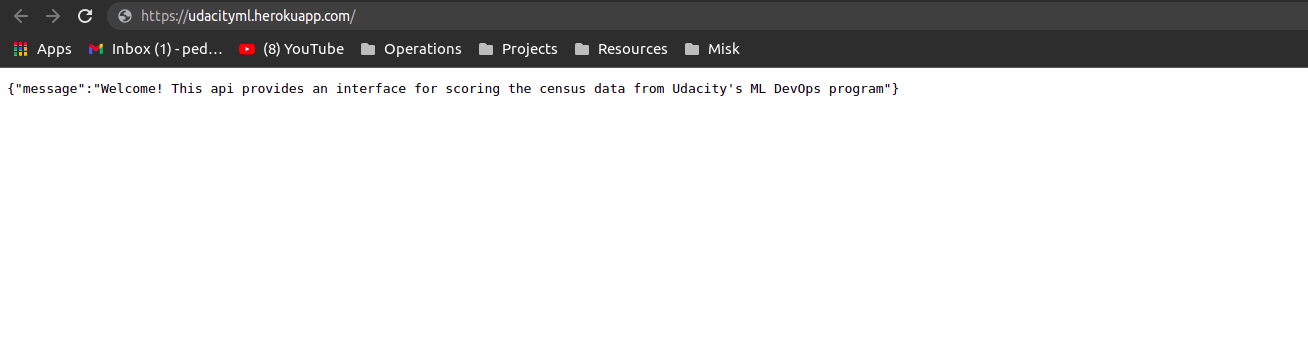 https://udacityml.herokuapp.com/
Apps Inbox (1) - ped… (8) YouTube Operations Projects Resources Misk
{"message":"Welcome! This api provides an interface for scoring the census data from Udacity's ML DevOps program"}